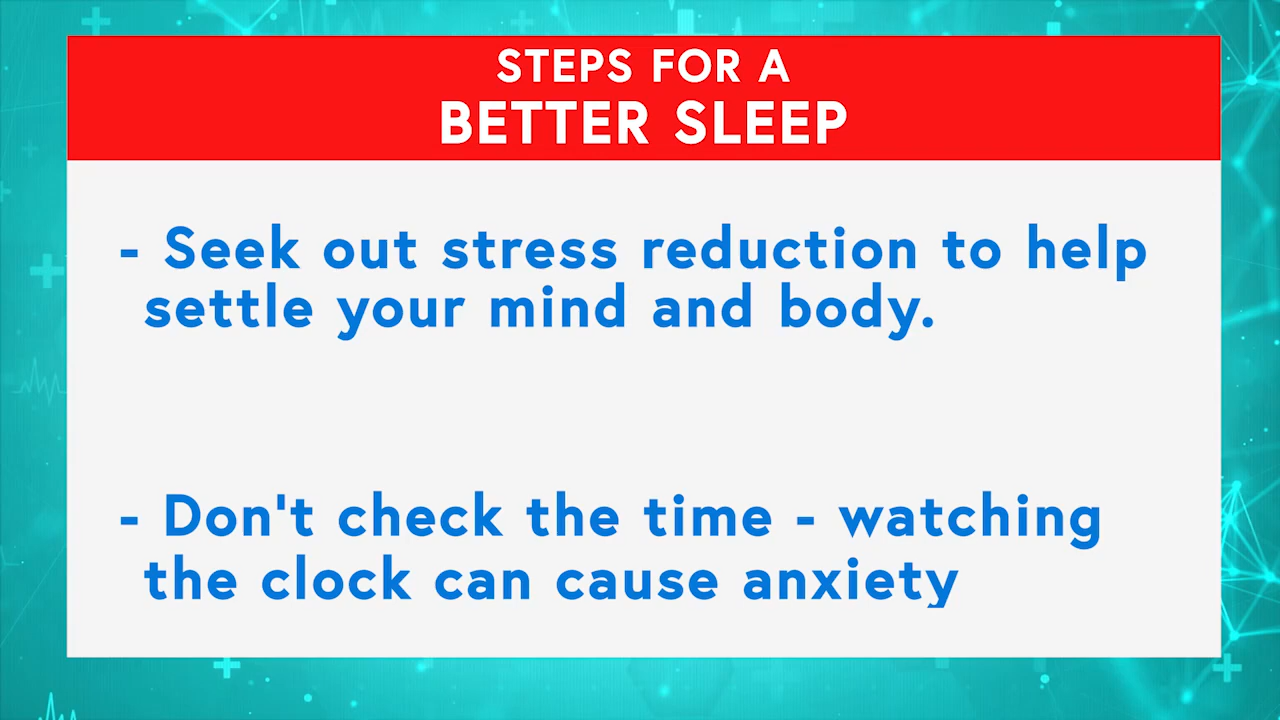 STEPS FOR A
BETTER SLEEP
- Seek out stress reduction to help
settle your mind and body.
- Don't check the time - watching
the clock can cause anxiety